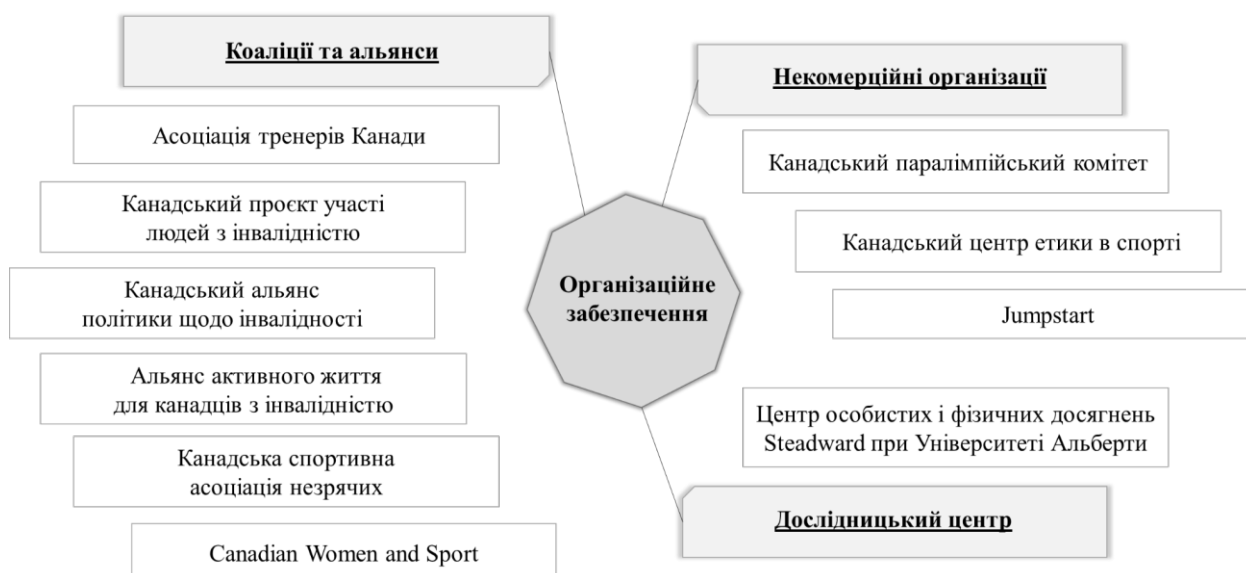 Коаліції та альянси
Асоціація тренерів Канади
Канадський проєкт участі
людей з інвалідністю
Канадський альянс
політики щодо інвалідності
Альянс активного життя
для канадців з інвалідністю
Канадська спортивна
асоціація незрячих
Canadian Women and Sport
Організаційне
забезпечення
Некомерційні організації
Канадський паралімпійський комітет
Канадський центр етики в спорті
Jumpstart
Центр особистих і фізичних досягнень
Steadward при Університеті Альберти
Дослідницький центр